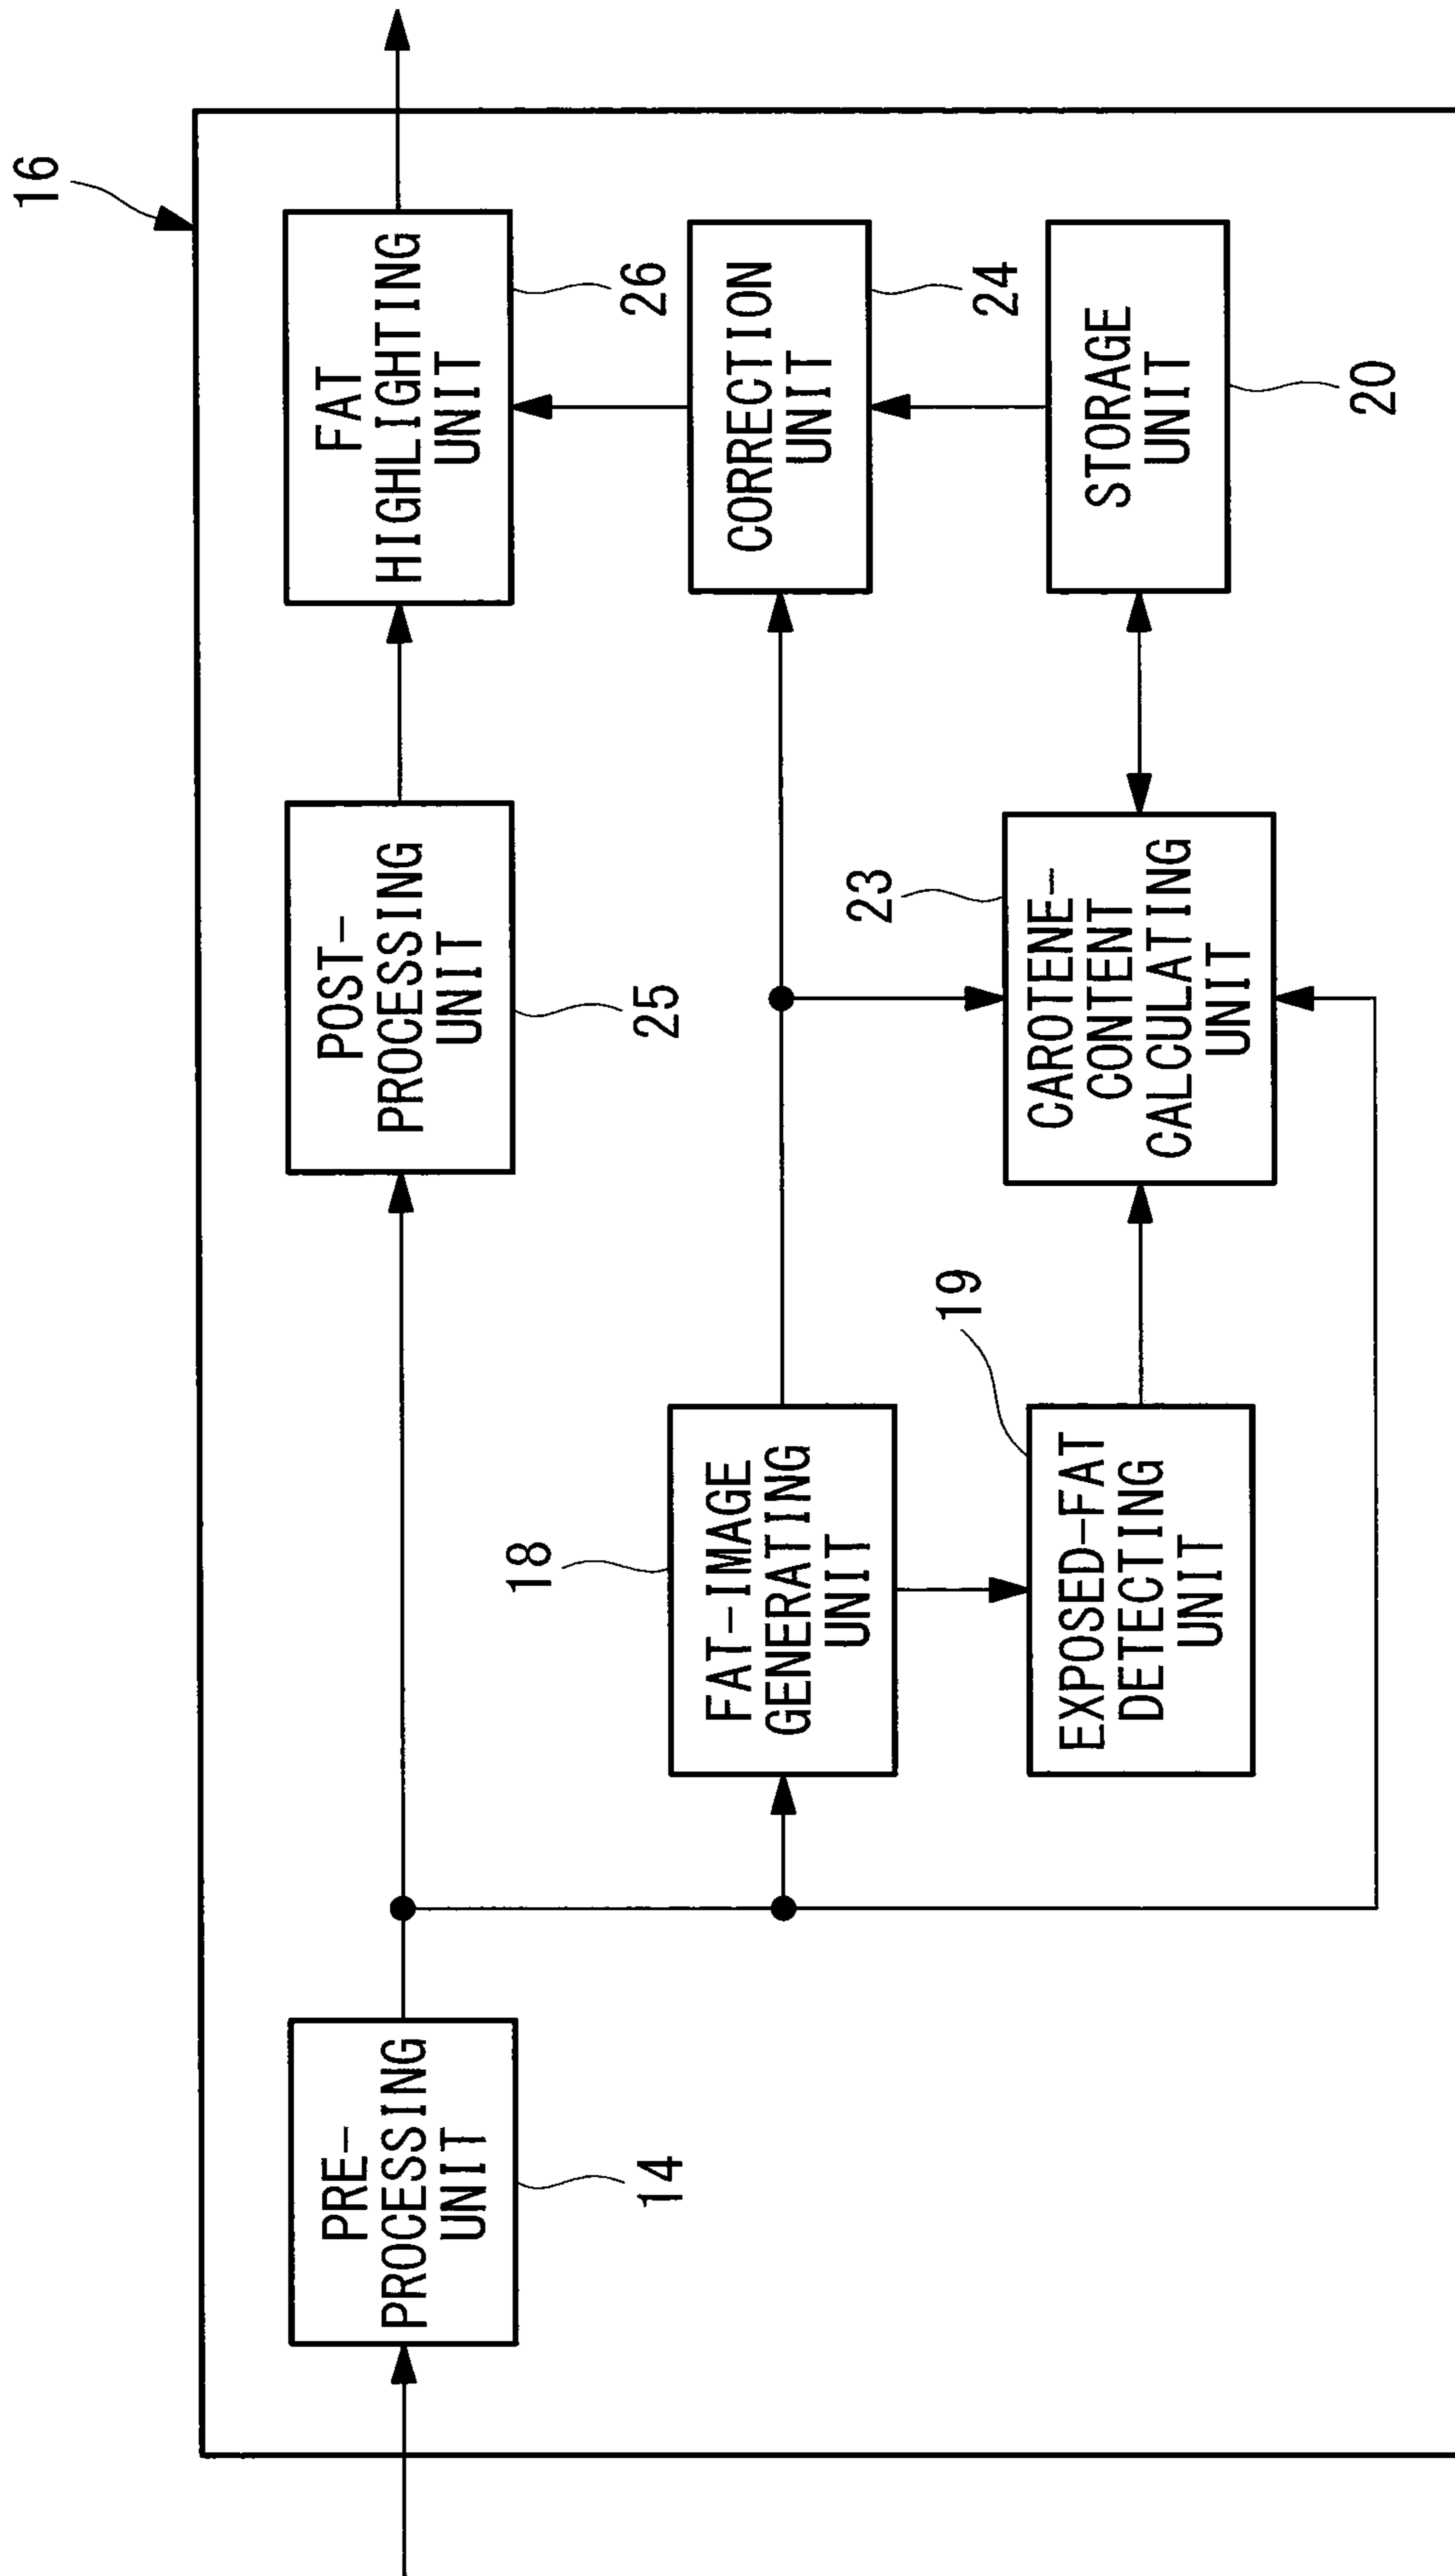 16
PRE-
PROCESSING
UNIT
14
POST-
PROCESSING
UNIT
25
FAT
HIGHLIGHTING
UNIT
26
18
FAT-IMAGE
GENERATING
UNIT
CORRECTION
UNIT
24
19
EXPOSED-FAT
DETECTING
UNIT
23
CAROTENE-
CONTENT
CALCULATING
UNIT
STORAGE
UNIT
20